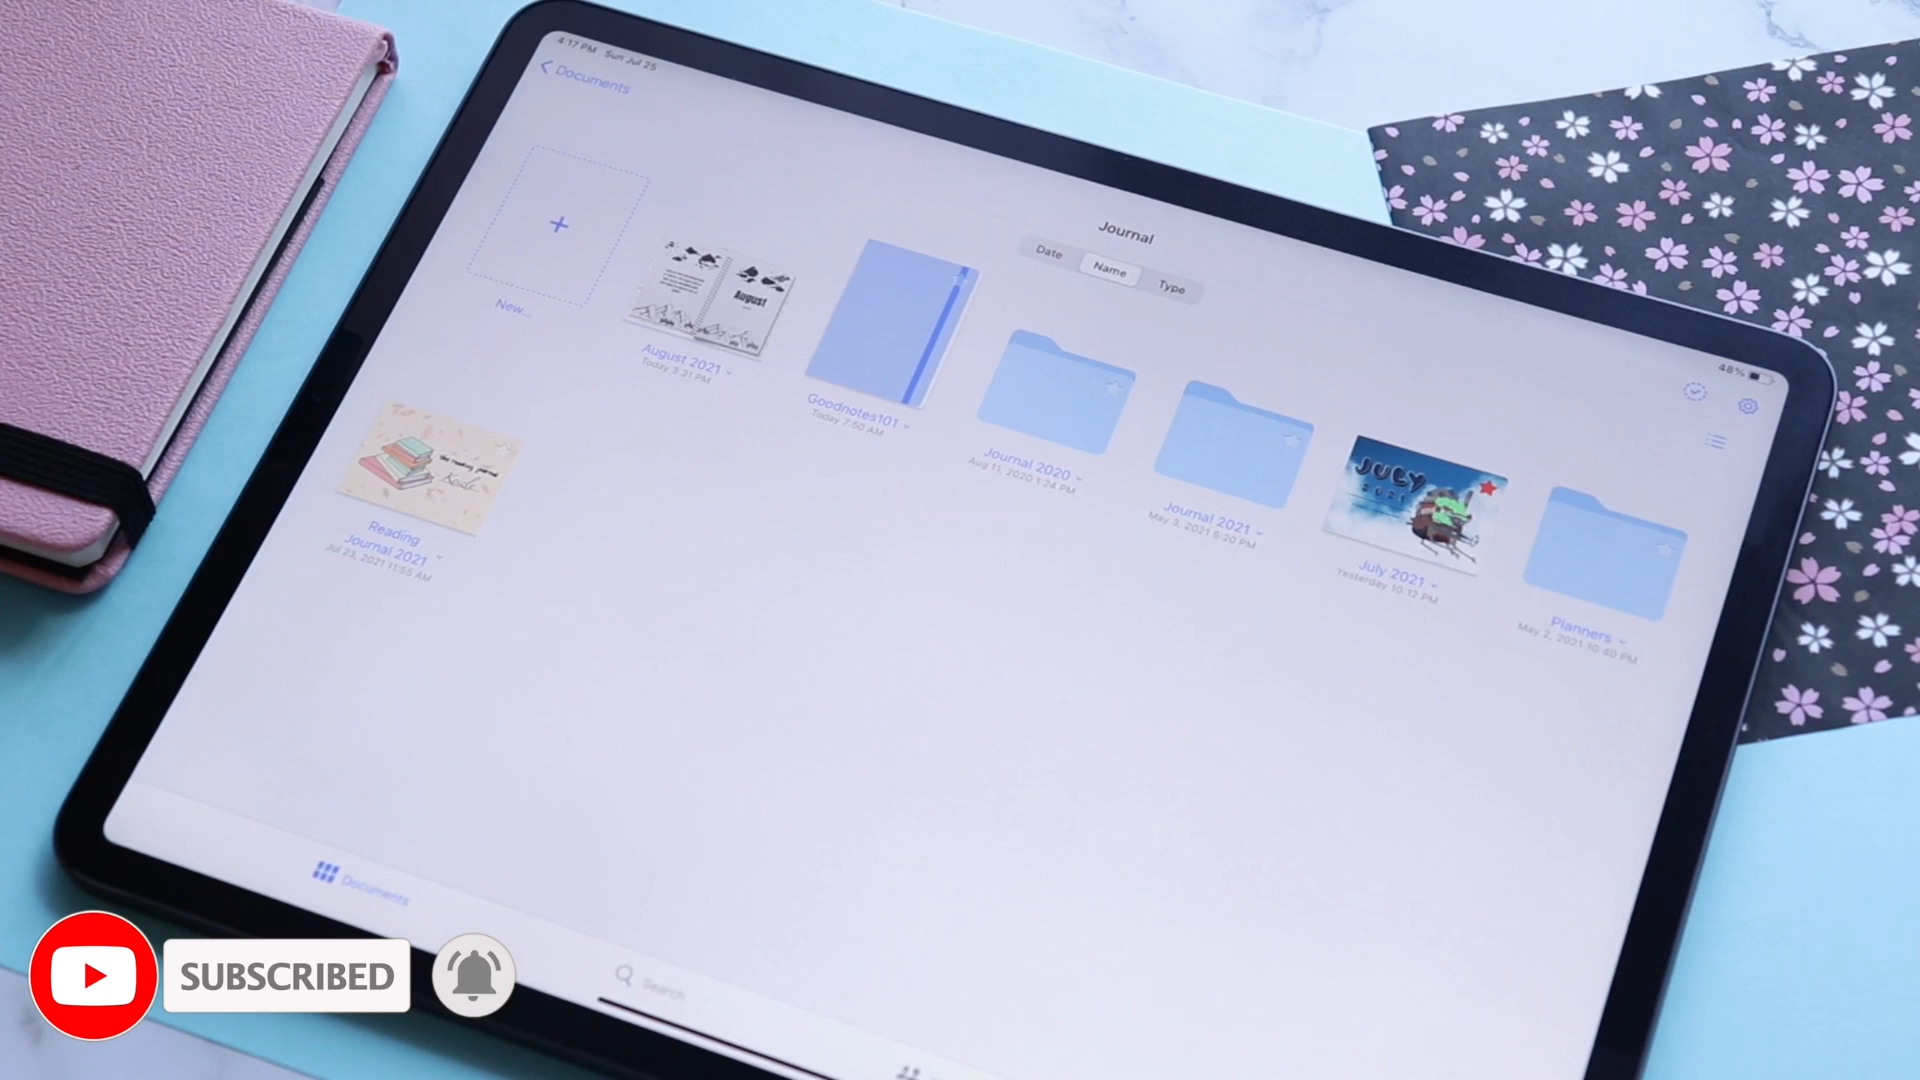 4:17 PM Sun Jul 25
Documents
48%
Journal
Date Name Type
New...
August
August 2021
Today 3:31 PM
Goodnotes101
Today 7:50 AM
Journal 2020
Aug 11, 2020 1:24 PM
Journal 2021
May 3, 2021 5:20 PM
JULY
2021
July 2021
Yesterday 10:12 PM
Planners
May 2, 2021 10:40 PM
the reading journal
Reading
Journal 2021
Jul 23, 2021 11:55 AM
Documents
Search
SUBSCRIBED